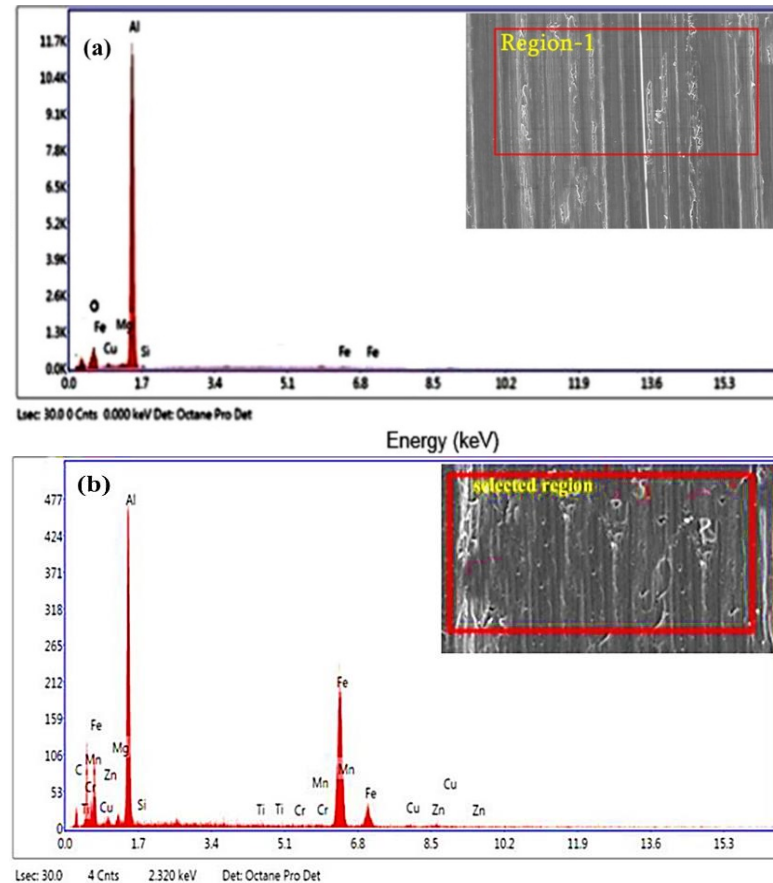 (a)
Region-1
11.7K
10.4K
9.1K
7.8K
6.5K
5.2K
3.9K
2.6K
1.3K
0.0K
Al
O
Fe
Mg
Cu
Si
Fe
Fe
0.0 1.7 3.4 5.1 6.8 8.5 10.2 11.9 13.6 15.3
Lsec: 30.0 0 Cnts 0.000 keV Det: Octane Pro Det
Energy (keV)
(b)
selected region
477
424
371
318
265
212
159
106
53
0
Al
Fe
Fe
Mg
C
Mn
Zn
Cr
Ti
Cu
Si
Mn
Mn
Fe
Cu
Ti
Ti
Cr
Cr
Cu
Zn
Zn
0.0 1.7 3.4 5.1 6.8 8.5 10.2 11.9 13.6 15.3
Lsec: 30.0 4 Cnts 2.320 keV Det: Octane Pro Det